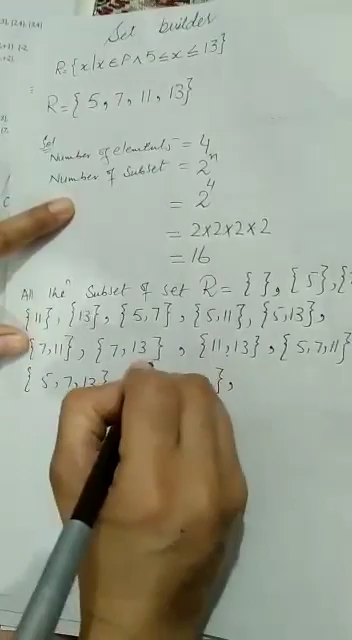 Set builder
R={x/x∈P∧5≤x≤13}
R={5,7,11,13}
Sol
Number of elements = 4
Number of Subset = 2ⁿ
= 2⁴
= 2×2×2×2
= 16
All the Subset of set R= { }, {5}, {
{11}, {13}, {5,7}, {5,11}, {5,13},
{7,11}, {7,13}, {11,13}, {5,7,11}
{5,7,13 },